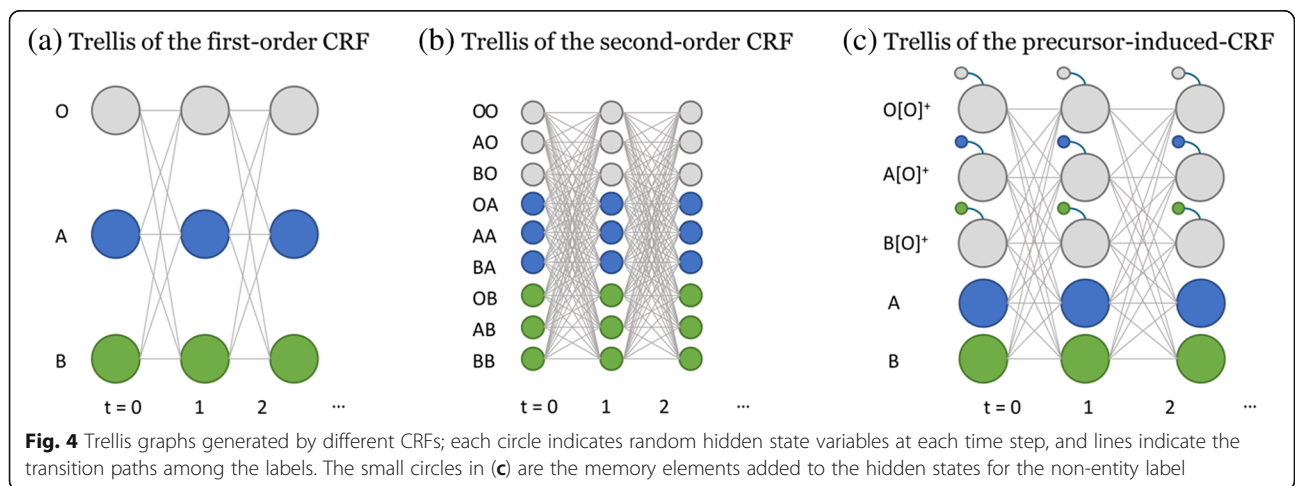 (a) Trellis of the first-order CRF
O
A
B
t = 0 1 2 ...
(b) Trellis of the second-order CRF
OO
AO
BO
OA
AA
BA
OB
AB
BB
t = 0 1 2 ...
(c) Trellis of the precursor-induced-CRF
O[O]⁺
A[O]⁺
B[O]⁺
A
B
t = 0 1 2 ...
Fig. 4 Trellis graphs generated by different CRFs; each circle indicates random hidden state variables at each time step, and lines indicate the
transition paths among the labels. The small circles in (c) are the memory elements added to the hidden states for the non-entity label